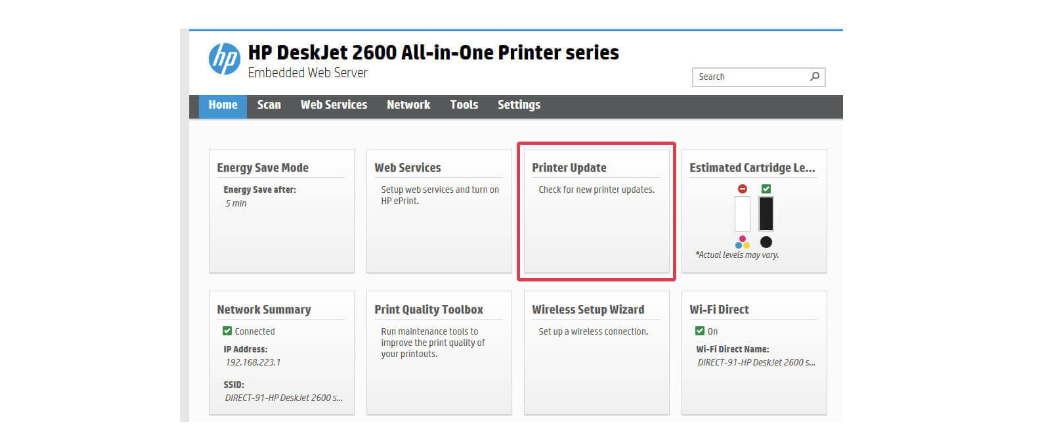 hp
HP DeskJet 2600 All-in-One Printer series
Embedded Web Server
Search
Home Scan Web Services Network Tools Settings
Energy Save Mode
Energy Save after:
5 min
Web Services
Setup web services and turn on
HP ePrint.
Printer Update
Check for new printer updates.
Estimated Cartridge Le...
*Actual levels may vary.
Network Summary
Connected
IP Address:
192.168.223.1
SSID:
DIRECT-91-HP DeskJet 2600 s...
Print Quality Toolbox
Run maintenance tools to
improve the print quality of
your printouts.
Wireless Setup Wizard
Set up a wireless connection.
Wi-Fi Direct
On
Wi-Fi Direct Name:
DIRECT-91-HP DeskJet 2600 s...